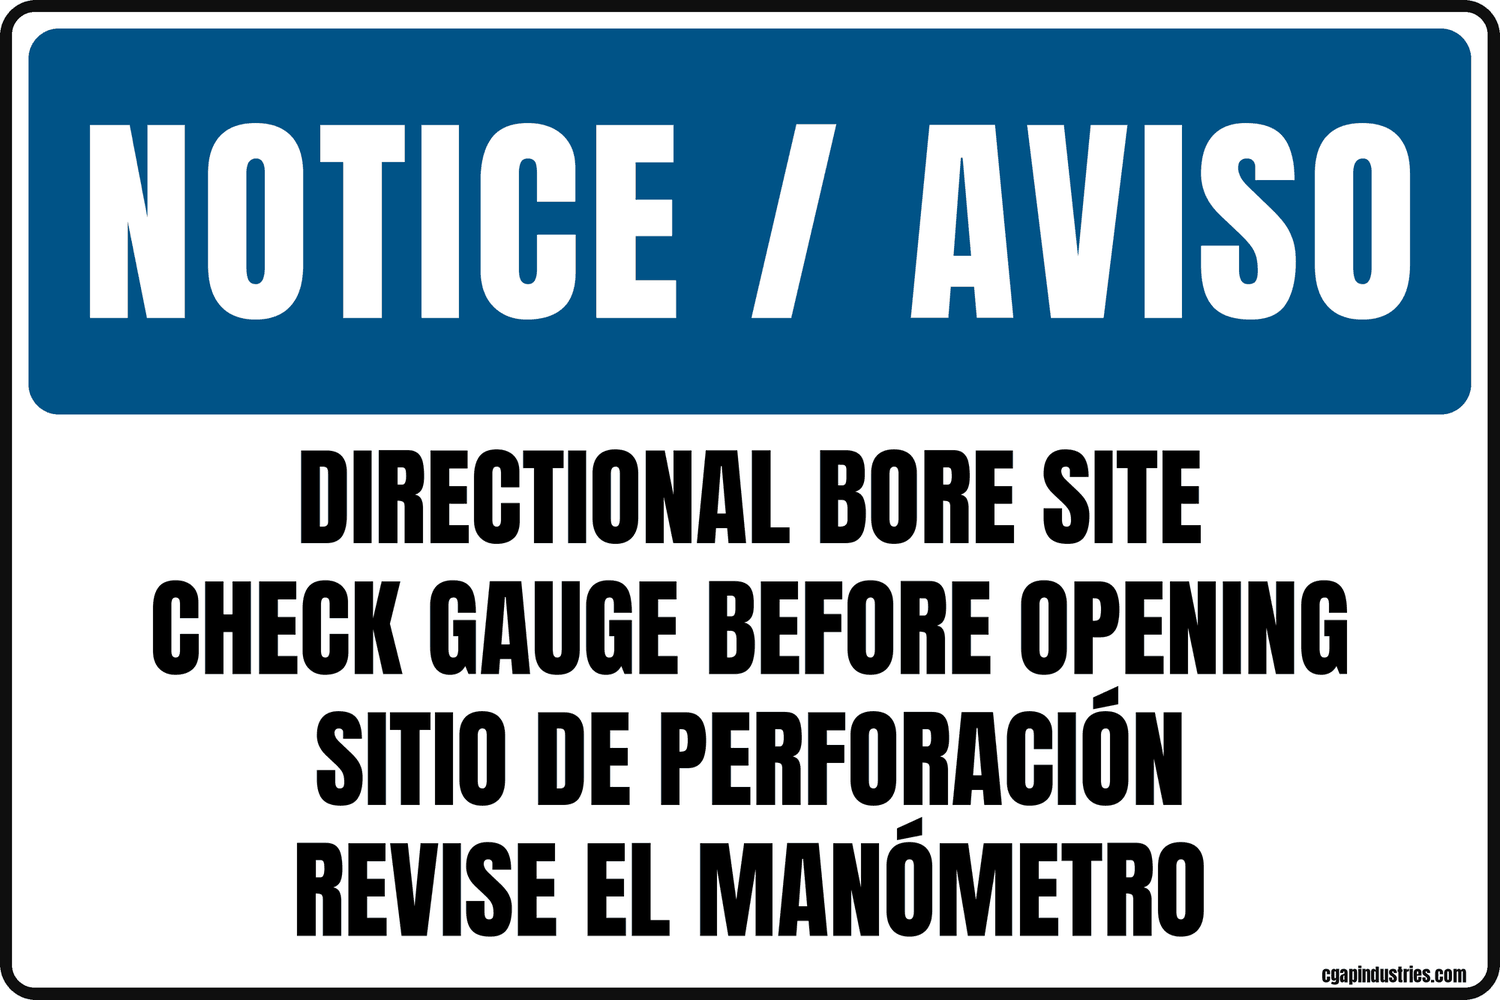 NOTICE / AVISO
DIRECTIONAL BORE SITE
CHECK GAUGE BEFORE OPENING
SITIO DE PERFORACIÓN
REVISE EL MANÓMETRO
cgapindustries.com